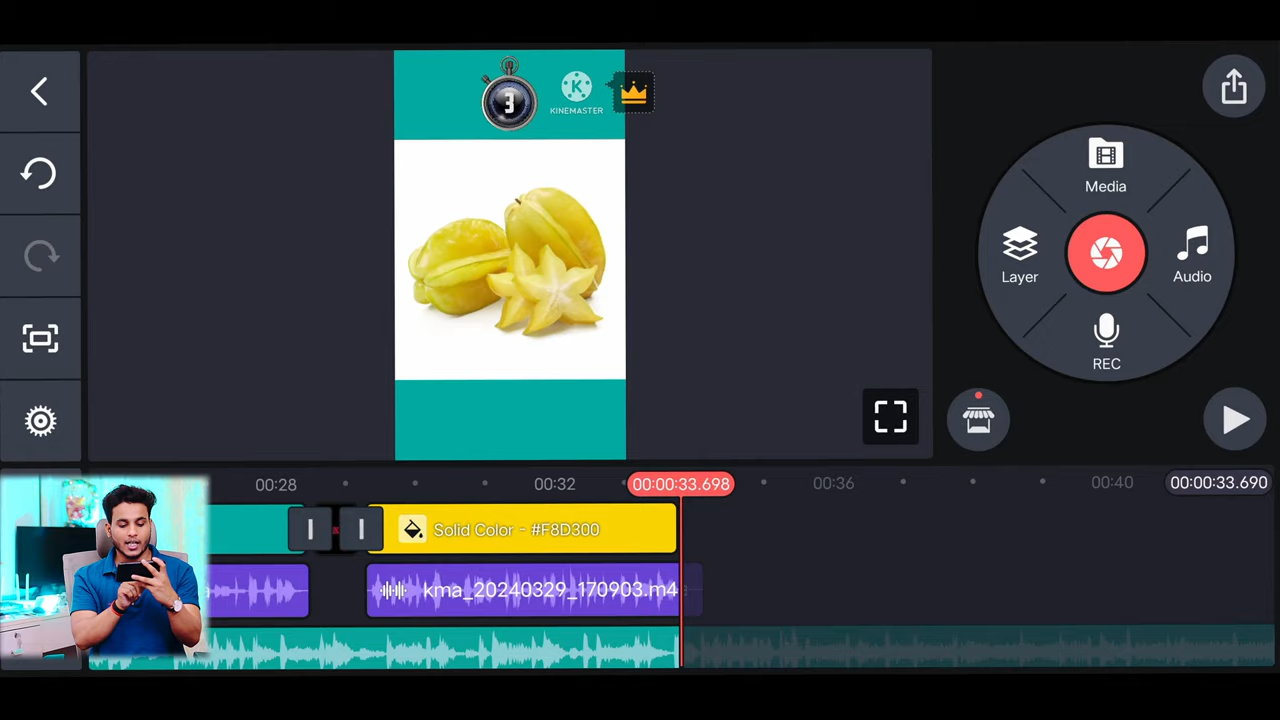 3
K
KINEMASTER
Media
Layer
Audio
REC
00:28
00:32
00:00:33.698
00:36
00:40
00:00:33.690
Solid Color - #F8D300
kma_20240329_170903.m4